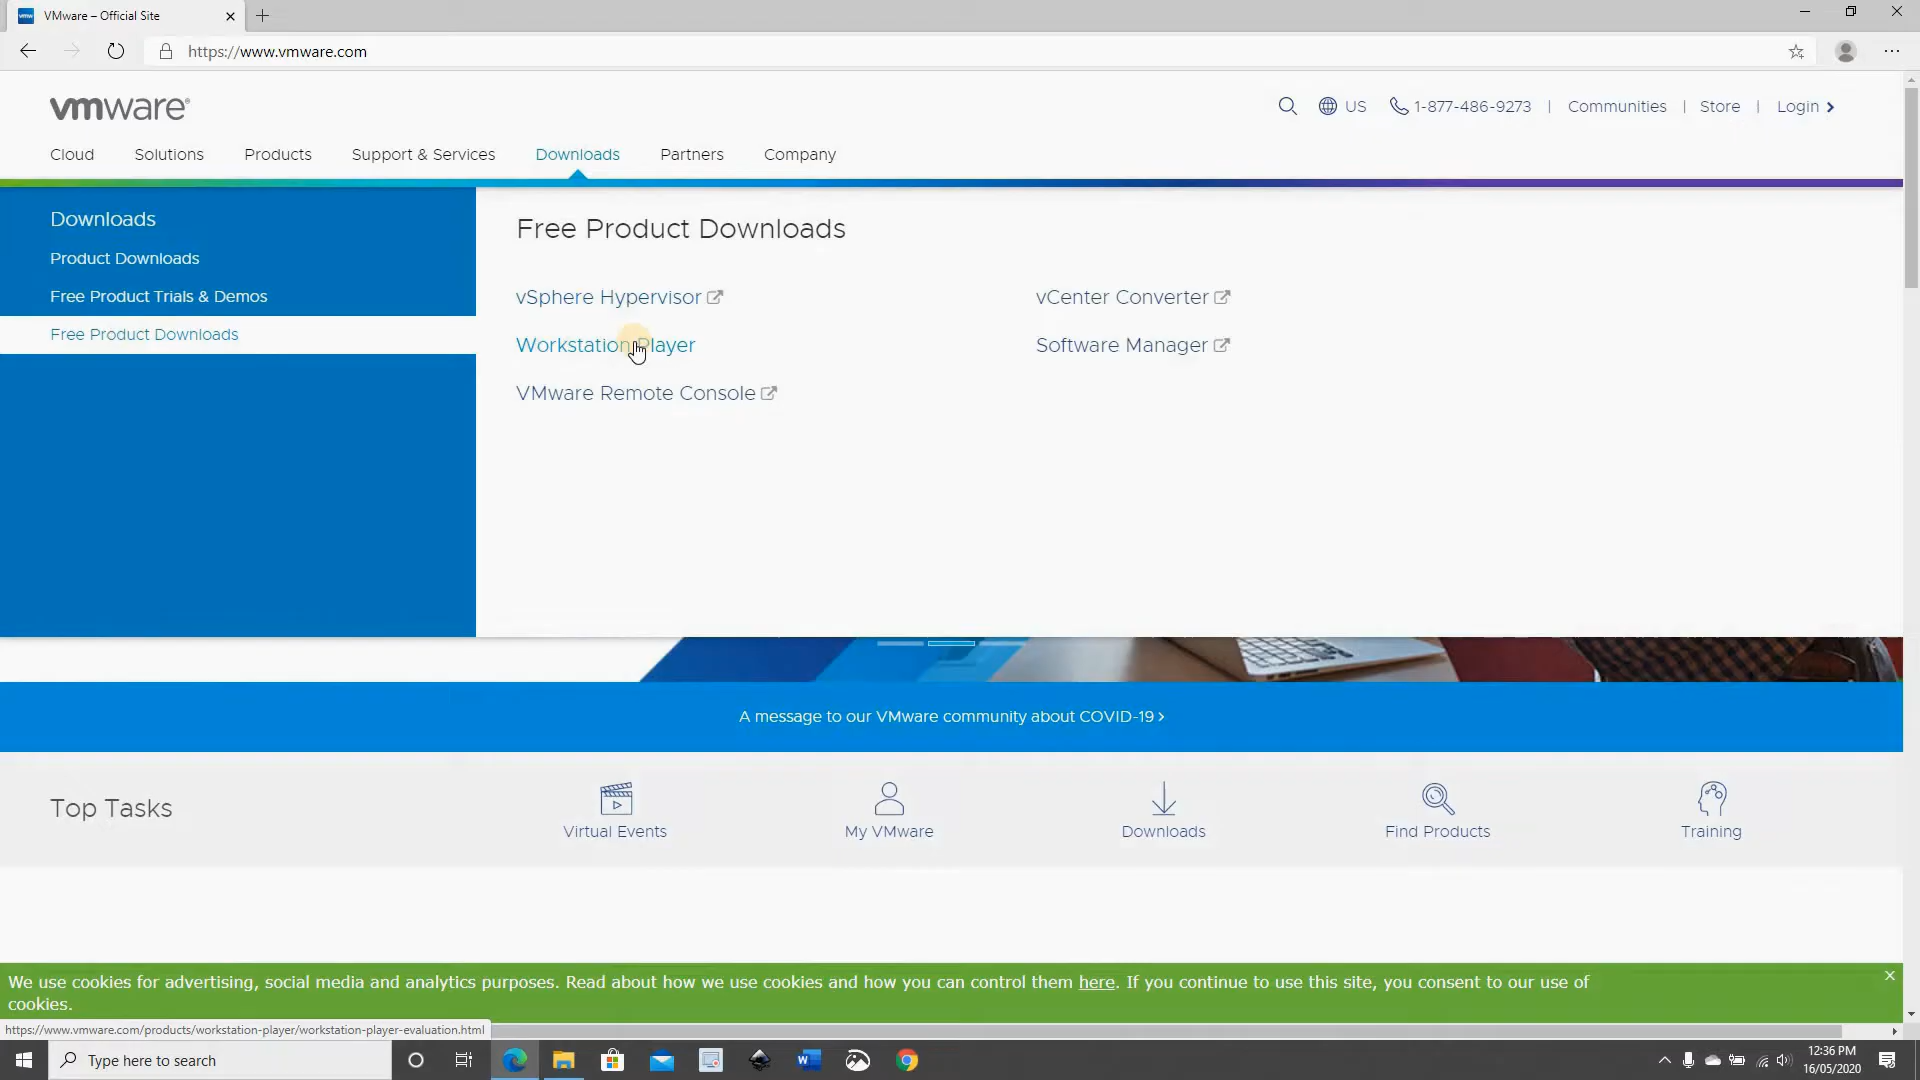 VMware – Official Site
https://www.vmware.com
vmware®
US
1-877-486-9273
Communities
Store
Login
Cloud
Solutions
Products
Support & Services
Downloads
Partners
Company
Downloads
Product Downloads
Free Product Trials & Demos
Free Product Downloads
Free Product Downloads
vSphere Hypervisor
vCenter Converter
Workstation Player
Software Manager
VMware Remote Console
A message to our VMware community about COVID-19 >
Top Tasks
Virtual Events
My VMware
Downloads
Find Products
Training
We use cookies for advertising, social media and analytics purposes. Read about how we use cookies and how you can control them here. If you continue to use this site, you consent to our use of
cookies.
https://www.vmware.com/products/workstation-player/workstation-player-evaluation.html
Type here to search
12:36 PM
16/05/2020